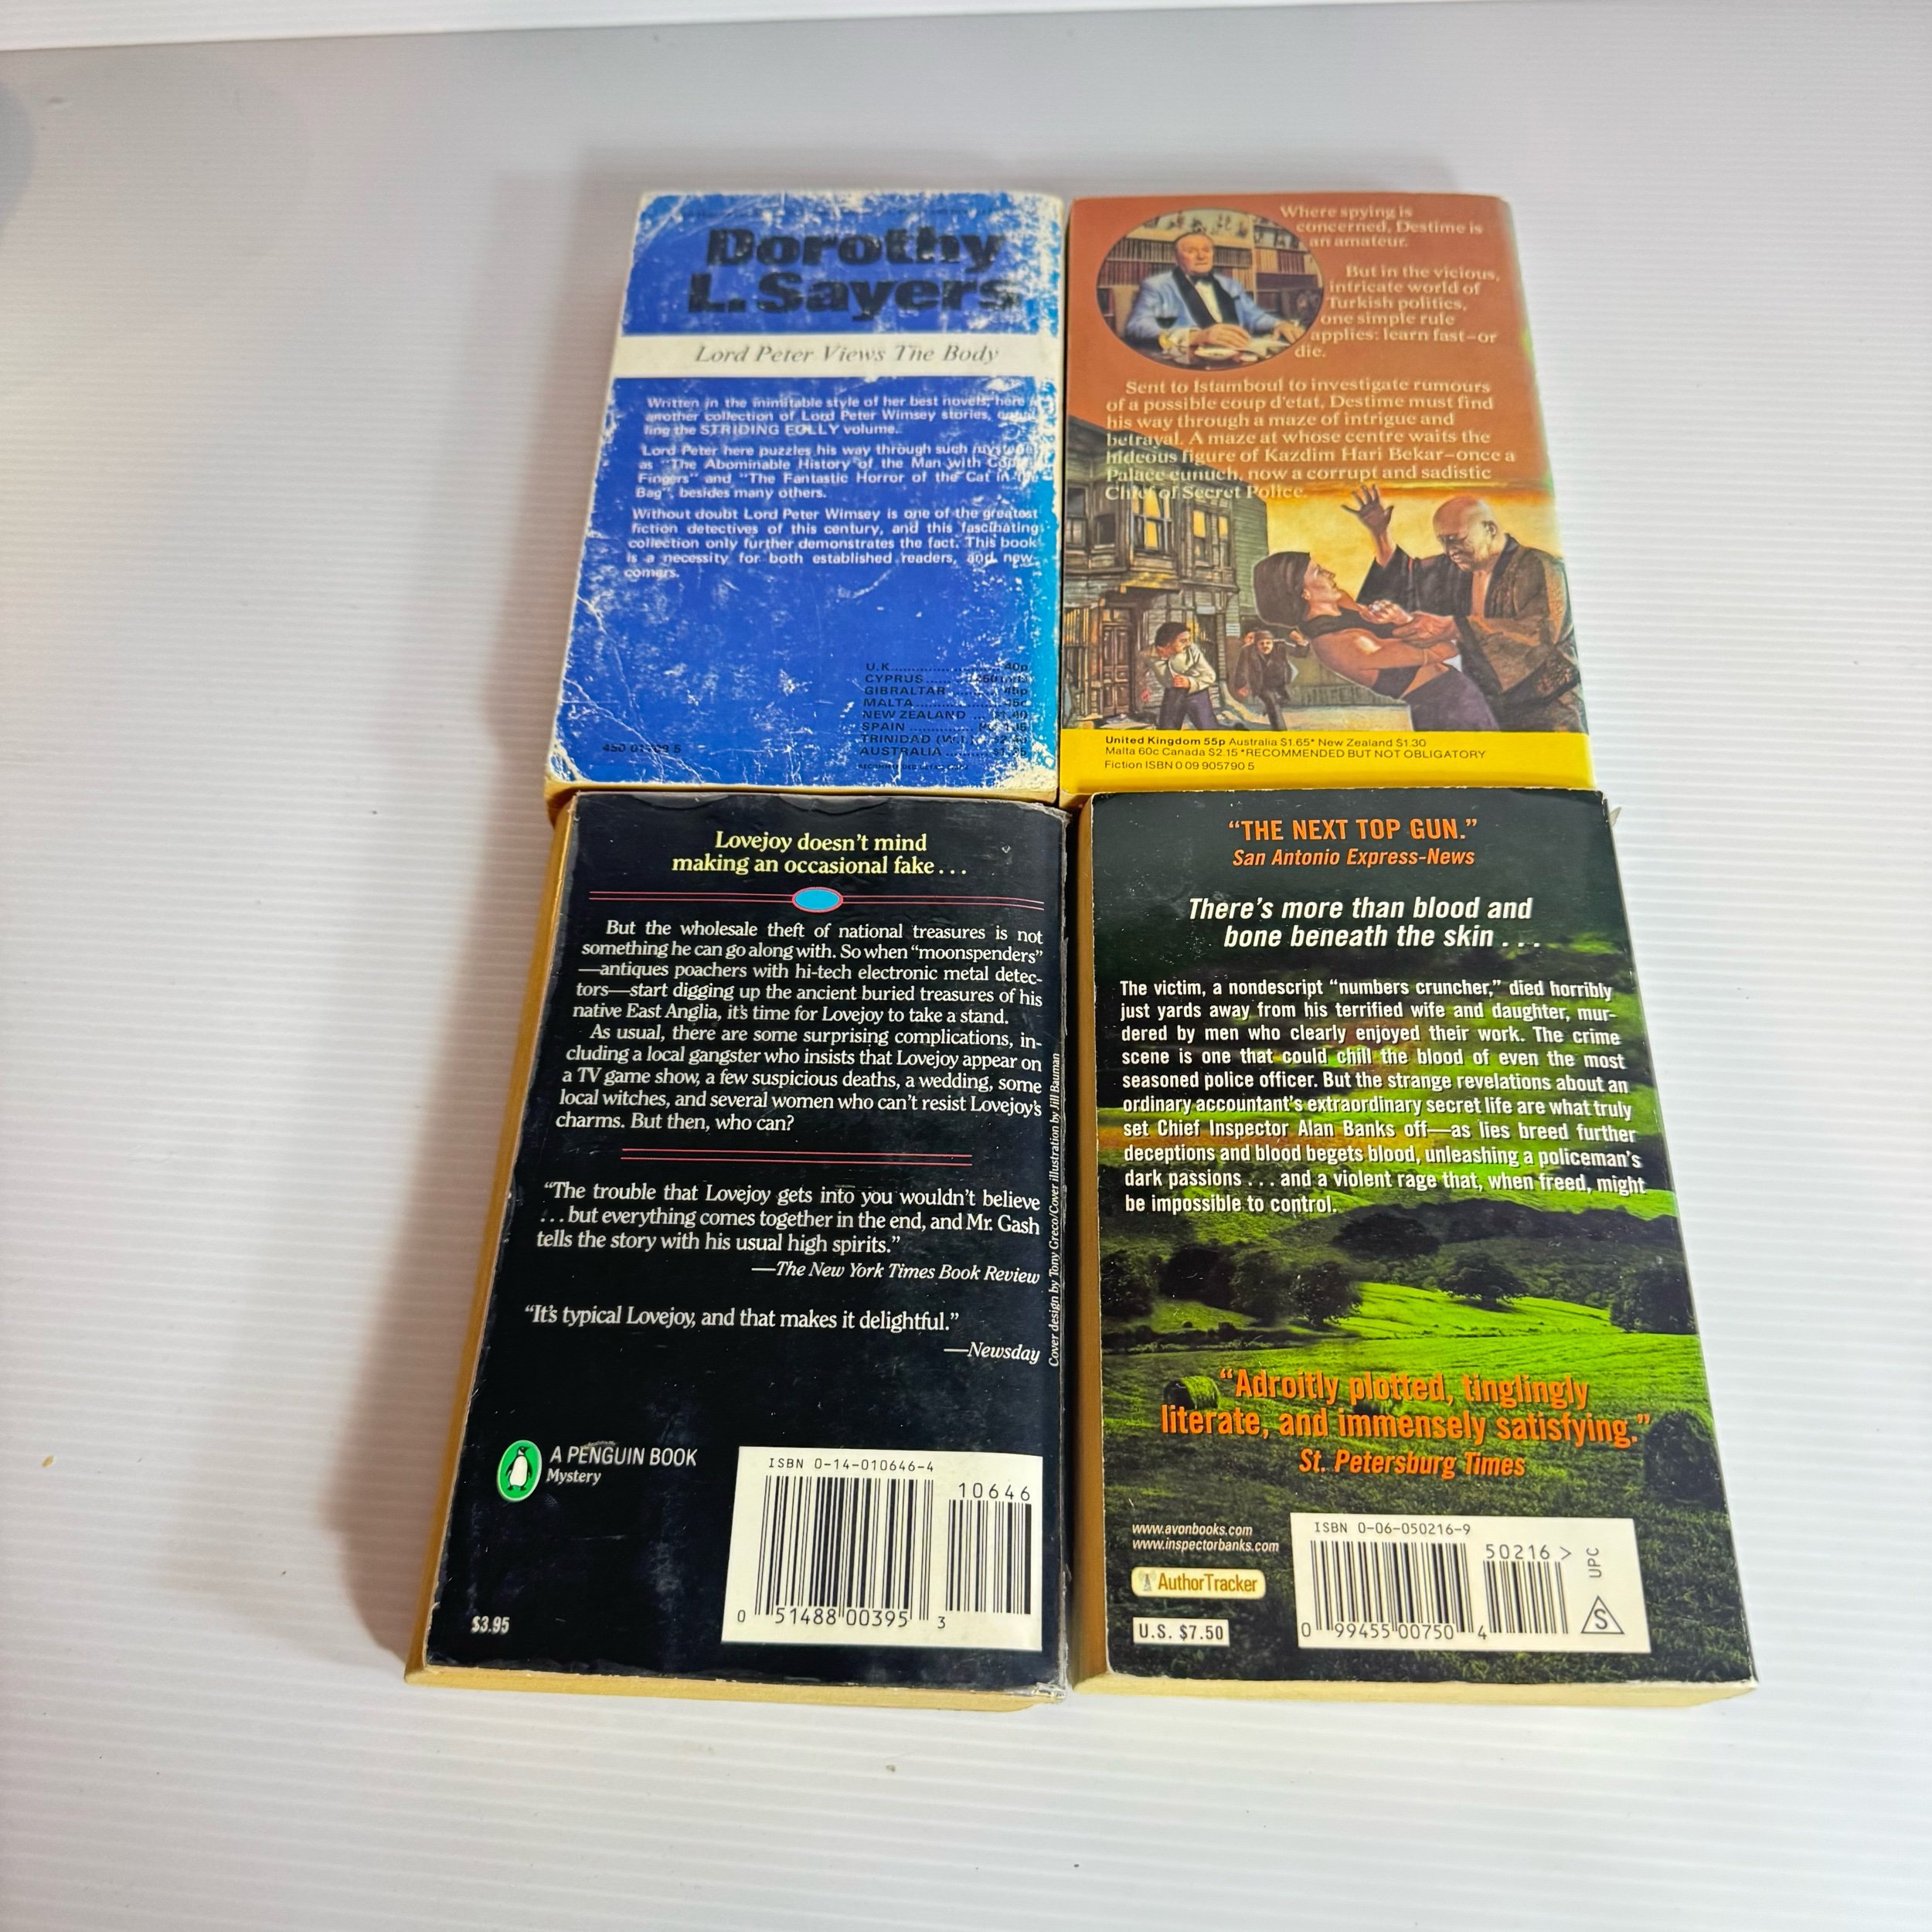 Dorothy
L. Sayers
Lord Peter Views The Body
Written in the inimitable style of her best novels, here
another collection of Lord Peter Wimsey stories,
ling the STRIDING FOLLY volume.
Lord Peter here puzzles his way through such
as "The Abominable History of the Man with
Fingers" and "The Fantastic Horror of the Cat in
Bag", besides many others.
Without doubt Lord Peter Wimsey is one of the greatest
fiction detectives of this century, and this fascinating
collection only further demonstrates the fact. This book
is a necessity for both established readers, and new-
comers.
U.K. 40p
CYPRUS
GIBRALTAR 45p
MALTA 45c
NEW ZEALAND
SPAIN
TRINIDAD (W.I.)
AUSTRALIA
Where spying is
concerned, Destime is
an amateur.
But in the vicious,
intricate world of
Turkish politics,
one simple rule
applies: learn fast–or
die.
Sent to Istamboul to investigate rumours
of a possible coup d'etat, Destime must find
his way through a maze of intrigue and
betrayal. A maze at whose centre waits the
hideous figure of Kazdim Hari Bekar–once a
Palace eunuch, now a corrupt and sadistic
Chief of Secret Police.
United Kingdom 55p Australia $1.65* New Zealand $1.30
Malta 60c Canada $2.15 *RECOMMENDED BUT NOT OBLIGATORY
Fiction ISBN 0 09 905790 5
Lovejoy doesn't mind
making an occasional fake . . .
But the wholesale theft of national treasures is not
something he can go along with. So when "moonspenders"
—antiques poachers with hi-tech electronic metal detec-
tors—start digging up the ancient buried treasures of his
native East Anglia, it's time for Lovejoy to take a stand.
As usual, there are some surprising complications, in-
cluding a local gangster who insists that Lovejoy appear on
a TV game show, a few suspicious deaths, a wedding, some
local witches, and several women who can't resist Lovejoy's
charms. But then, who can?
"The trouble that Lovejoy gets into you wouldn't believe
. . . but everything comes together in the end, and Mr. Gash
tells the story with his usual high spirits."
—The New York Times Book Review
"It's typical Lovejoy, and that makes it delightful."
—Newsday
Cover design by Tony Greco/Cover illustration by Jill Bauman
A PENGUIN BOOK
Mystery
ISBN 0-14-010646-4
10646
0 51488 00395 3
$3.95
"THE NEXT TOP GUN."
San Antonio Express-News
There's more than blood and
bone beneath the skin . . .
The victim, a nondescript "numbers cruncher," died horribly
just yards away from his terrified wife and daughter, mur-
dered by men who clearly enjoyed their work. The crime
scene is one that could chill the blood of even the most
seasoned police officer. But the strange revelations about an
ordinary accountant's extraordinary secret life are what truly
set Chief Inspector Alan Banks off—as lies breed further
deceptions and blood begets blood, unleashing a policeman's
dark passions . . . and a violent rage that, when freed, might
be impossible to control.
"Adroitly plotted, tinglingly
literate, and immensely satisfying."
St. Petersburg Times
www.avonbooks.com
www.inspectorbanks.com
AuthorTracker
U.S. $7.50
ISBN 0-06-050216-9
50216 >
UPC
0 99455 00750 4
S